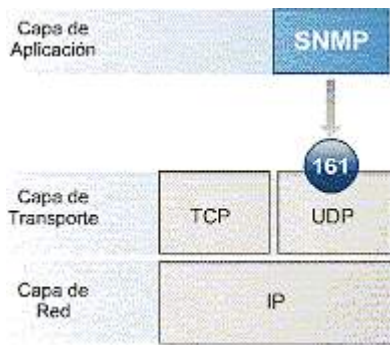 Capa de
Aplicación
SNMP
161
Capa de
Transporte
TCP
UDP
Capa de
Red
IP